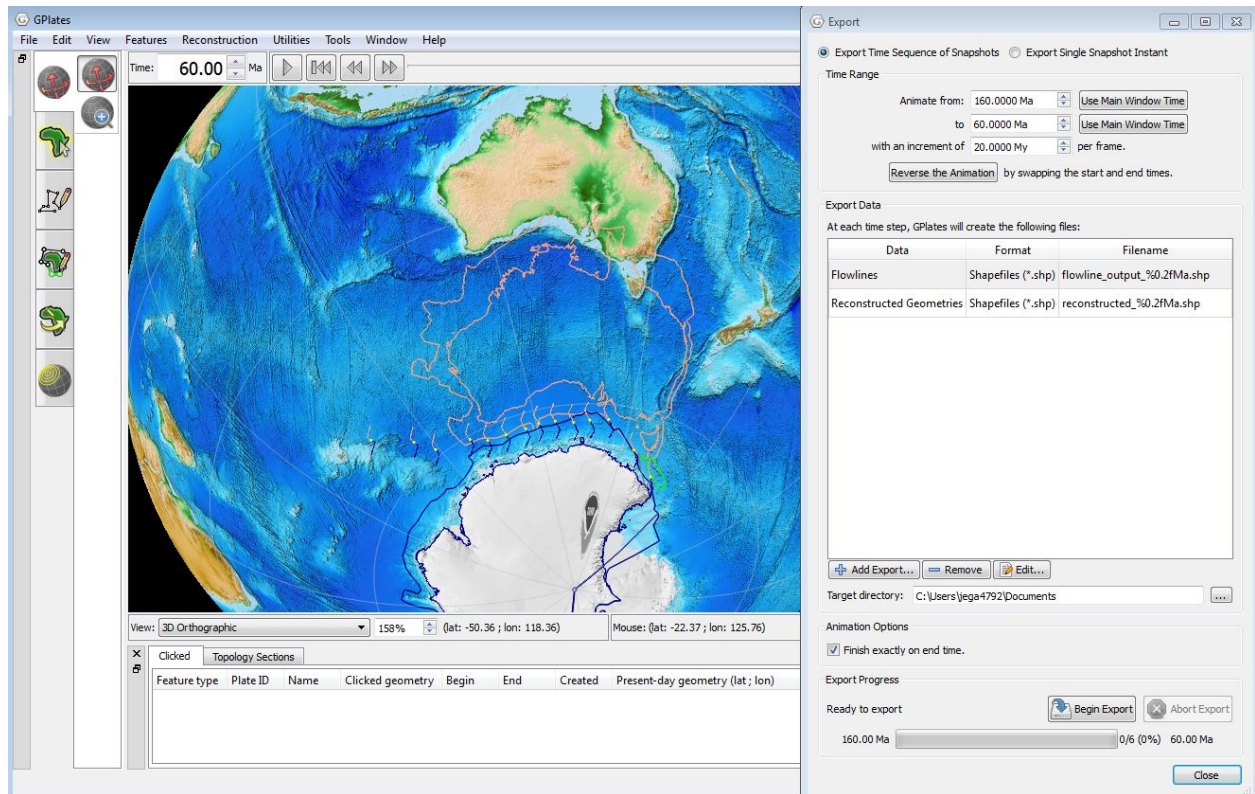 GPlates
File Edit View Features Reconstruction Utilities Tools Window Help
Time: 60.00 Ma
View: 3D Orthographic 158% (lat: -50.36 ; lon: 118.36) Mouse: (lat: -22.37 ; lon: 125.76)
Clicked Topology Sections
Feature type Plate ID Name Clicked geometry Begin End Created Present-day geometry (lat ; lon)
Export
Export Time Sequence of Snapshots Export Single Snapshot Instant
Time Range
Animate from: 160.0000 Ma Use Main Window Time
to 60.0000 Ma Use Main Window Time
with an increment of 20.0000 My per frame.
Reverse the Animation by swapping the start and end times.
Export Data
At each time step, GPlates will create the following files:
Data Format Filename
Flowlines Shapefiles (*.shp) flowline_output_%0.2fMa.shp
Reconstructed Geometries Shapefiles (*.shp) reconstructed_%0.2fMa.shp
Add Export... Remove Edit...
Target directory: C:\Users\jega4792\Documents ...
Animation Options
Finish exactly on end time.
Export Progress
Ready to export Begin Export Abort Export
160.00 Ma 0/6 (0%) 60.00 Ma
Close